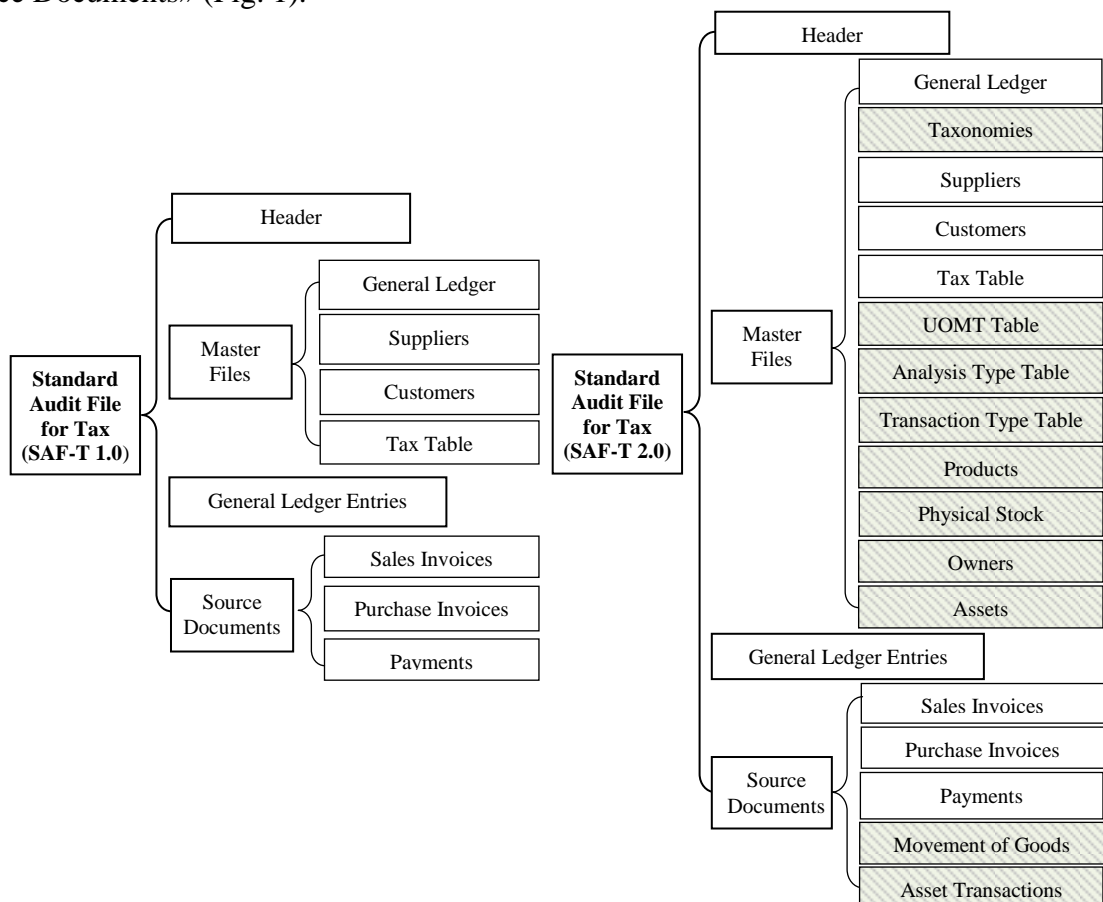 ce Documents» (Fig. 1).
Header
Master
Files
General Ledger
Suppliers
Customers
Tax Table
Standard
Audit File
for Tax
(SAF-T 1.0)
General Ledger Entries
Source
Documents
Sales Invoices
Purchase Invoices
Payments
Header
General Ledger
Taxonomies
Suppliers
Customers
Tax Table
UOMT Table
Master
Files
Analysis Type Table
Transaction Type Table
Products
Physical Stock
Owners
Assets
Standard
Audit File
for Tax
(SAF-T 2.0)
General Ledger Entries
Source
Documents
Sales Invoices
Purchase Invoices
Payments
Movement of Goods
Asset Transactions